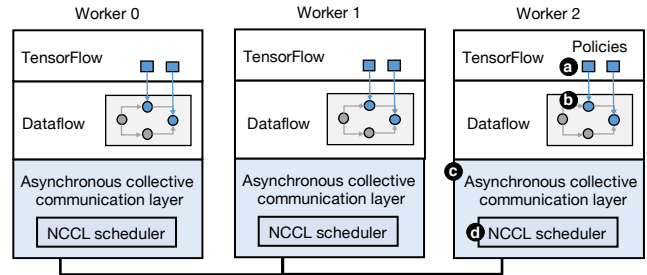 Worker 0
Worker 1
Worker 2
TensorFlow
TensorFlow
TensorFlow
Policies
a
Dataflow
Dataflow
Dataflow
b
c
Asynchronous collective
communication layer
Asynchronous collective
communication layer
Asynchronous collective
communication layer
NCCL scheduler
NCCL scheduler
d
NCCL scheduler